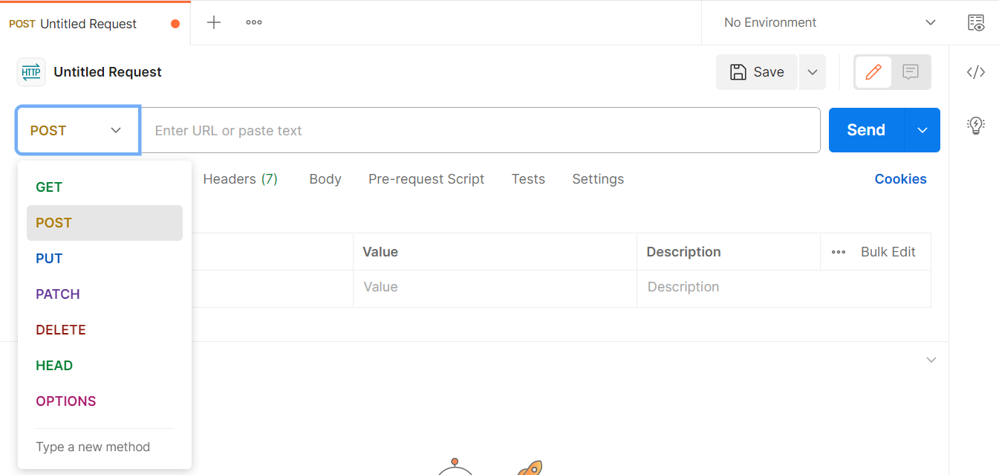 POST Untitled Request
No Environment
HTTP Untitled Request
Save
POST
Enter URL or paste text
Send
GET
POST
PUT
PATCH
DELETE
HEAD
OPTIONS
Type a new method
Headers (7)
Body
Pre-request Script
Tests
Settings
Cookies
Value
Description
Bulk Edit
Value
Description